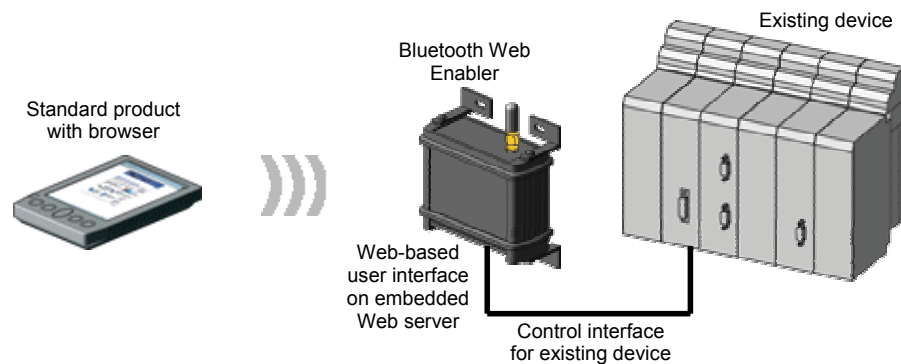 Existing device
Bluetooth Web
Enabler
Standard product
with browser
Web-based
user interface
on embedded
Web server
Control interface
for existing device